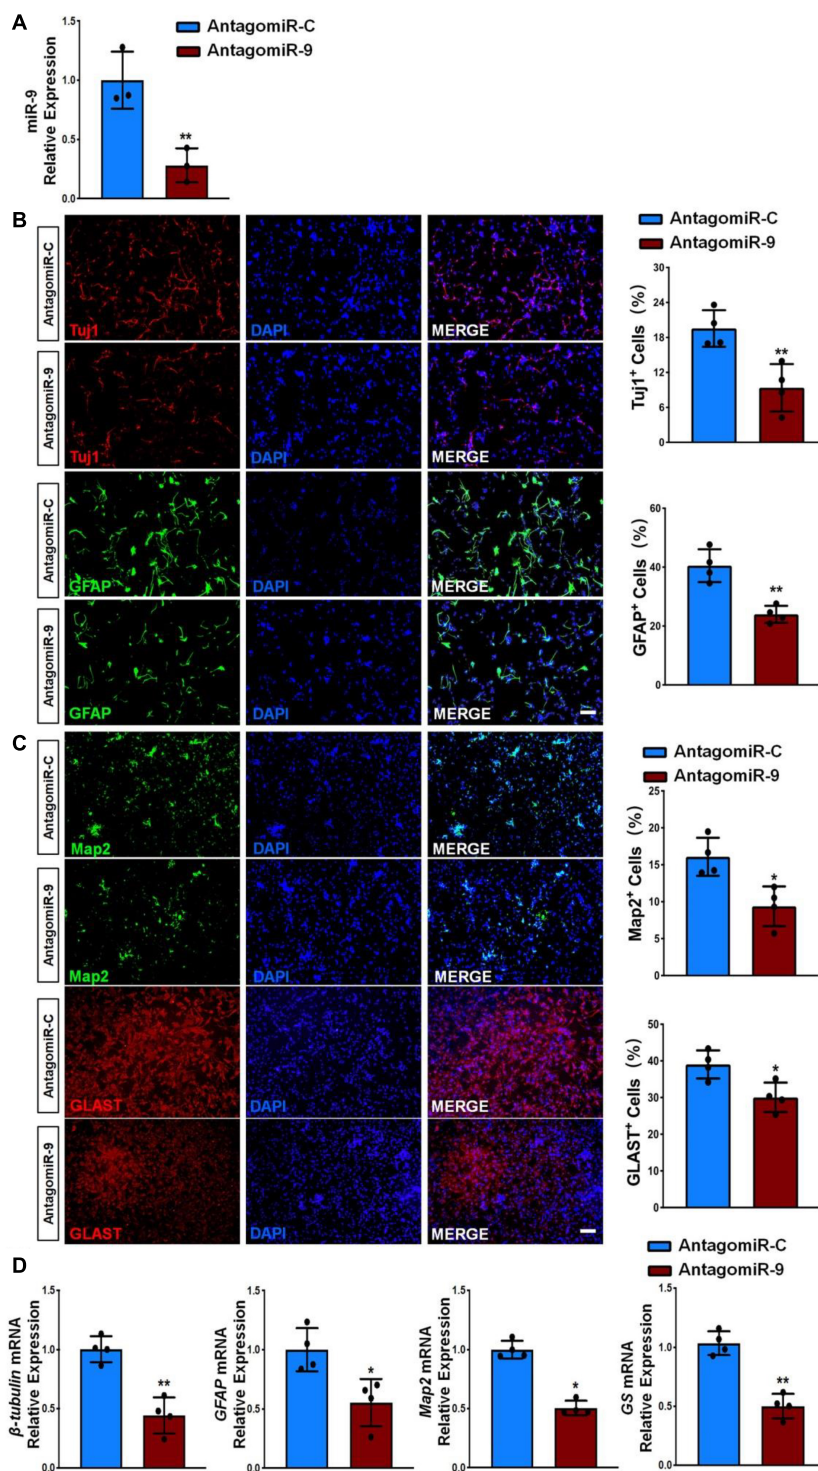 A
AntagomiR-C
AntagomiR-9
miR-9
Relative Expression
1.5
1.0
0.5
0.0
**
B
AntagomiR-C
Tuj1
DAPI
MERGE
AntagomiR-9
Tuj1
DAPI
MERGE
AntagomiR-C
GFAP
DAPI
MERGE
AntagomiR-9
GFAP
DAPI
MERGE
AntagomiR-C
AntagomiR-9
Tuj1⁺ Cells (%)
30
24
18
12
6
0
**
GFAP⁺ Cells (%)
60
40
20
0
**
C
AntagomiR-C
Map2
DAPI
MERGE
AntagomiR-9
Map2
DAPI
MERGE
AntagomiR-C
GLAST
DAPI
MERGE
AntagomiR-9
GLAST
DAPI
MERGE
AntagomiR-C
AntagomiR-9
Map2⁺ Cells (%)
25
20
15
10
5
0
*
GLAST⁺ Cells (%)
50
40
30
20
10
0
*
D
AntagomiR-C
AntagomiR-9
β-tubulin mRNA
Relative Expression
1.5
1.0
0.5
0.0
**
GFAP mRNA
Relative Expression
1.5
1.0
0.5
0.0
*
Map2 mRNA
Relative Expression
1.5
1.0
0.5
0.0
*
GS mRNA
Relative Expression
1.5
1.0
0.5
0.0
**